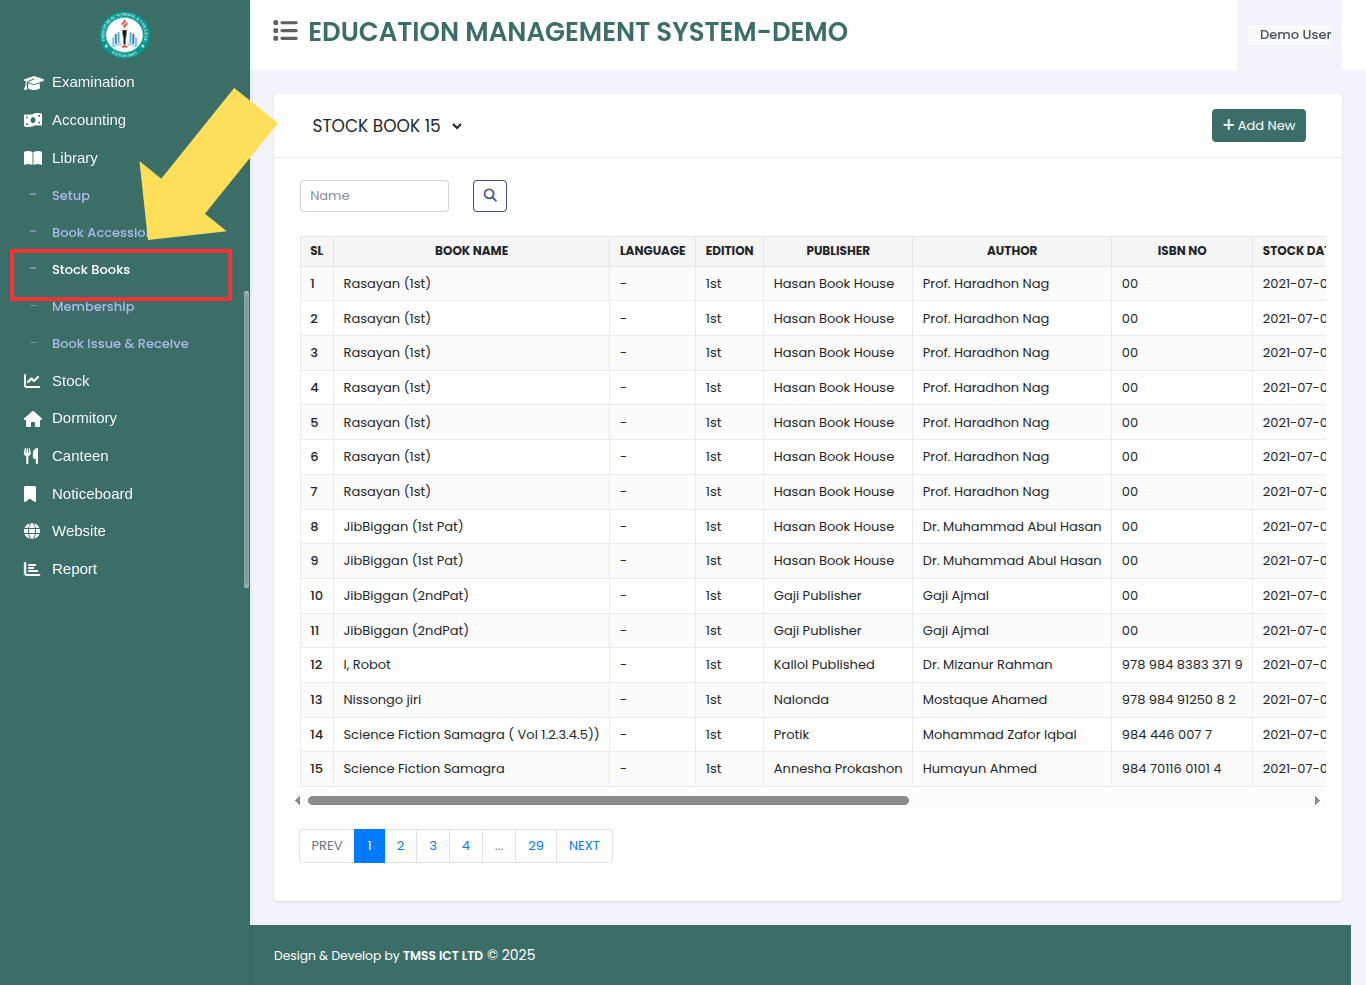 EDUCATION MANAGEMENT SYSTEM-DEMO
Demo User
Examination
Accounting
Library
Setup
Book Accession
Stock Books
Membership
Book Issue & Receive
Stock
Dormitory
Canteen
Noticeboard
Website
Report
STOCK BOOK 15
+ Add New
Name
SL BOOK NAME LANGUAGE EDITION PUBLISHER AUTHOR ISBN NO STOCK DAT
1 Rasayan (1st) - 1st Hasan Book House Prof. Haradhon Nag 00 2021-07-0
2 Rasayan (1st) - 1st Hasan Book House Prof. Haradhon Nag 00 2021-07-0
3 Rasayan (1st) - 1st Hasan Book House Prof. Haradhon Nag 00 2021-07-0
4 Rasayan (1st) - 1st Hasan Book House Prof. Haradhon Nag 00 2021-07-0
5 Rasayan (1st) - 1st Hasan Book House Prof. Haradhon Nag 00 2021-07-0
6 Rasayan (1st) - 1st Hasan Book House Prof. Haradhon Nag 00 2021-07-0
7 Rasayan (1st) - 1st Hasan Book House Prof. Haradhon Nag 00 2021-07-0
8 JibBiggan (1st Pat) - 1st Hasan Book House Dr. Muhammad Abul Hasan 00 2021-07-0
9 JibBiggan (1st Pat) - 1st Hasan Book House Dr. Muhammad Abul Hasan 00 2021-07-0
10 JibBiggan (2ndPat) - 1st Gaji Publisher Gaji Ajmal 00 2021-07-0
11 JibBiggan (2ndPat) - 1st Gaji Publisher Gaji Ajmal 00 2021-07-0
12 I, Robot - 1st Kallol Published Dr. Mizanur Rahman 978 984 8383 371 9 2021-07-0
13 Nissongo jiri - 1st Nalonda Mostaque Ahamed 978 984 91250 8 2 2021-07-0
14 Science Fiction Samagra ( Vol 1.2.3.4.5)) - 1st Protik Mohammad Zafor Iqbal 984 446 007 7 2021-07-0
15 Science Fiction Samagra - 1st Annesha Prokashon Humayun Ahmed 984 70116 0101 4 2021-07-0
PREV 1 2 3 4 ... 29 NEXT
Design & Develop by TMSS ICT LTD © 2025